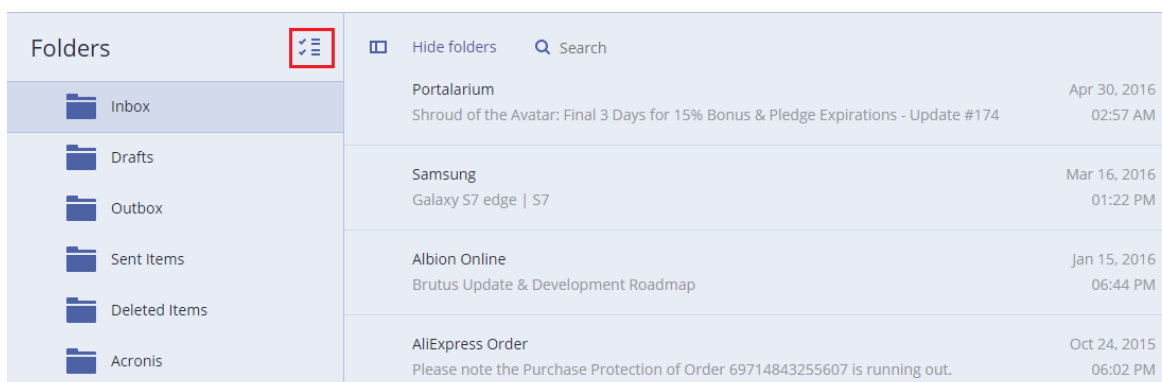 Folders
Inbox
Drafts
Outbox
Sent Items
Deleted Items
Acronis
Hide folders Search
Portalarium Apr 30, 2016
Shroud of the Avatar: Final 3 Days for 15% Bonus & Pledge Expirations - Update #174 02:57 AM
Samsung Mar 16, 2016
Galaxy S7 edge | S7 01:22 PM
Albion Online Jan 15, 2016
Brutus Update & Development Roadmap 06:44 PM
AliExpress Order Oct 24, 2015
Please note the Purchase Protection of Order 69714843255607 is running out. 06:02 PM